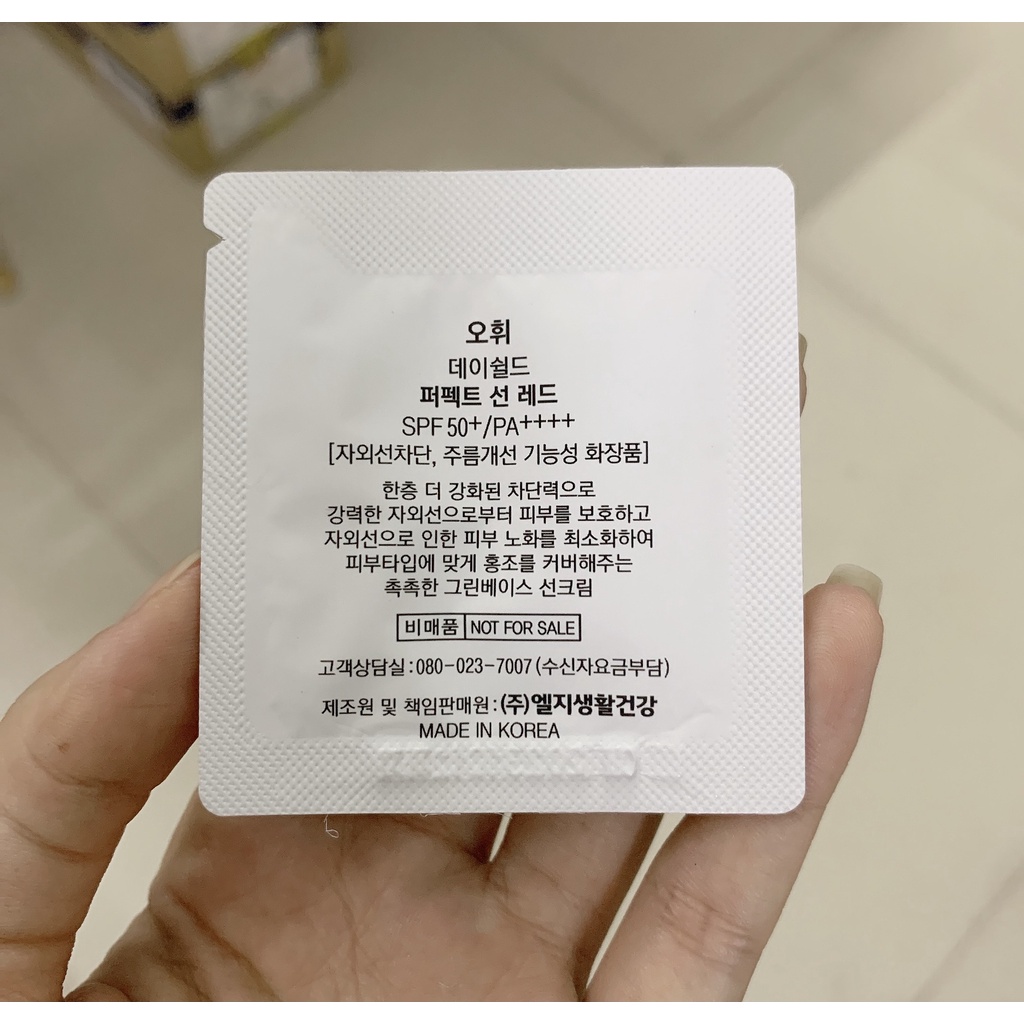 오휘
데이쉴드
퍼펙트 선 레드
SPF 50+/PA++++
[자외선차단, 주름개선 기능성 화장품]
한층 더 강화된 차단력으로
강력한 자외선으로부터 피부를 보호하고
자외선으로 인한 피부 노화를 최소화하여
피부타입에 맞게 홍조를 커버해주는
촉촉한 그린베이스 선크림
비매품 NOT FOR SALE
고객상담실:080-023-7007(수신자요금부담)
제조원 및 책임판매원:(주)엘지생활건강
MADE IN KOREA